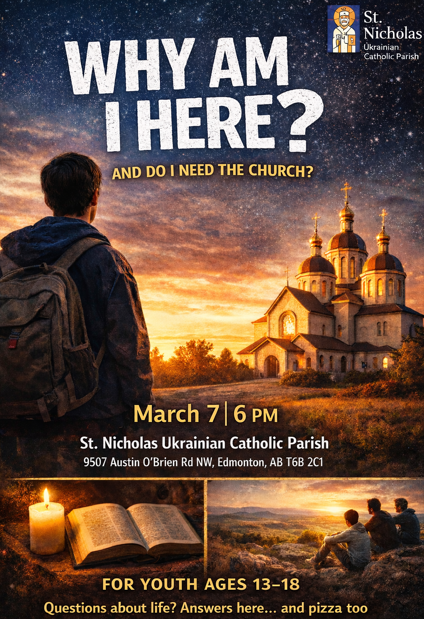 St.
Nicholas
Ukrainian
Catholic Parish
WHY AM
I HERE?
AND DO I NEED THE CHURCH?
March 7 | 6 PM
St. Nicholas Ukrainian Catholic Parish
9507 Austin O'Brien Rd NW, Edmonton, AB T6B 2C1
FOR YOUTH AGES 13–18
Questions about life? Answers here... and pizza too